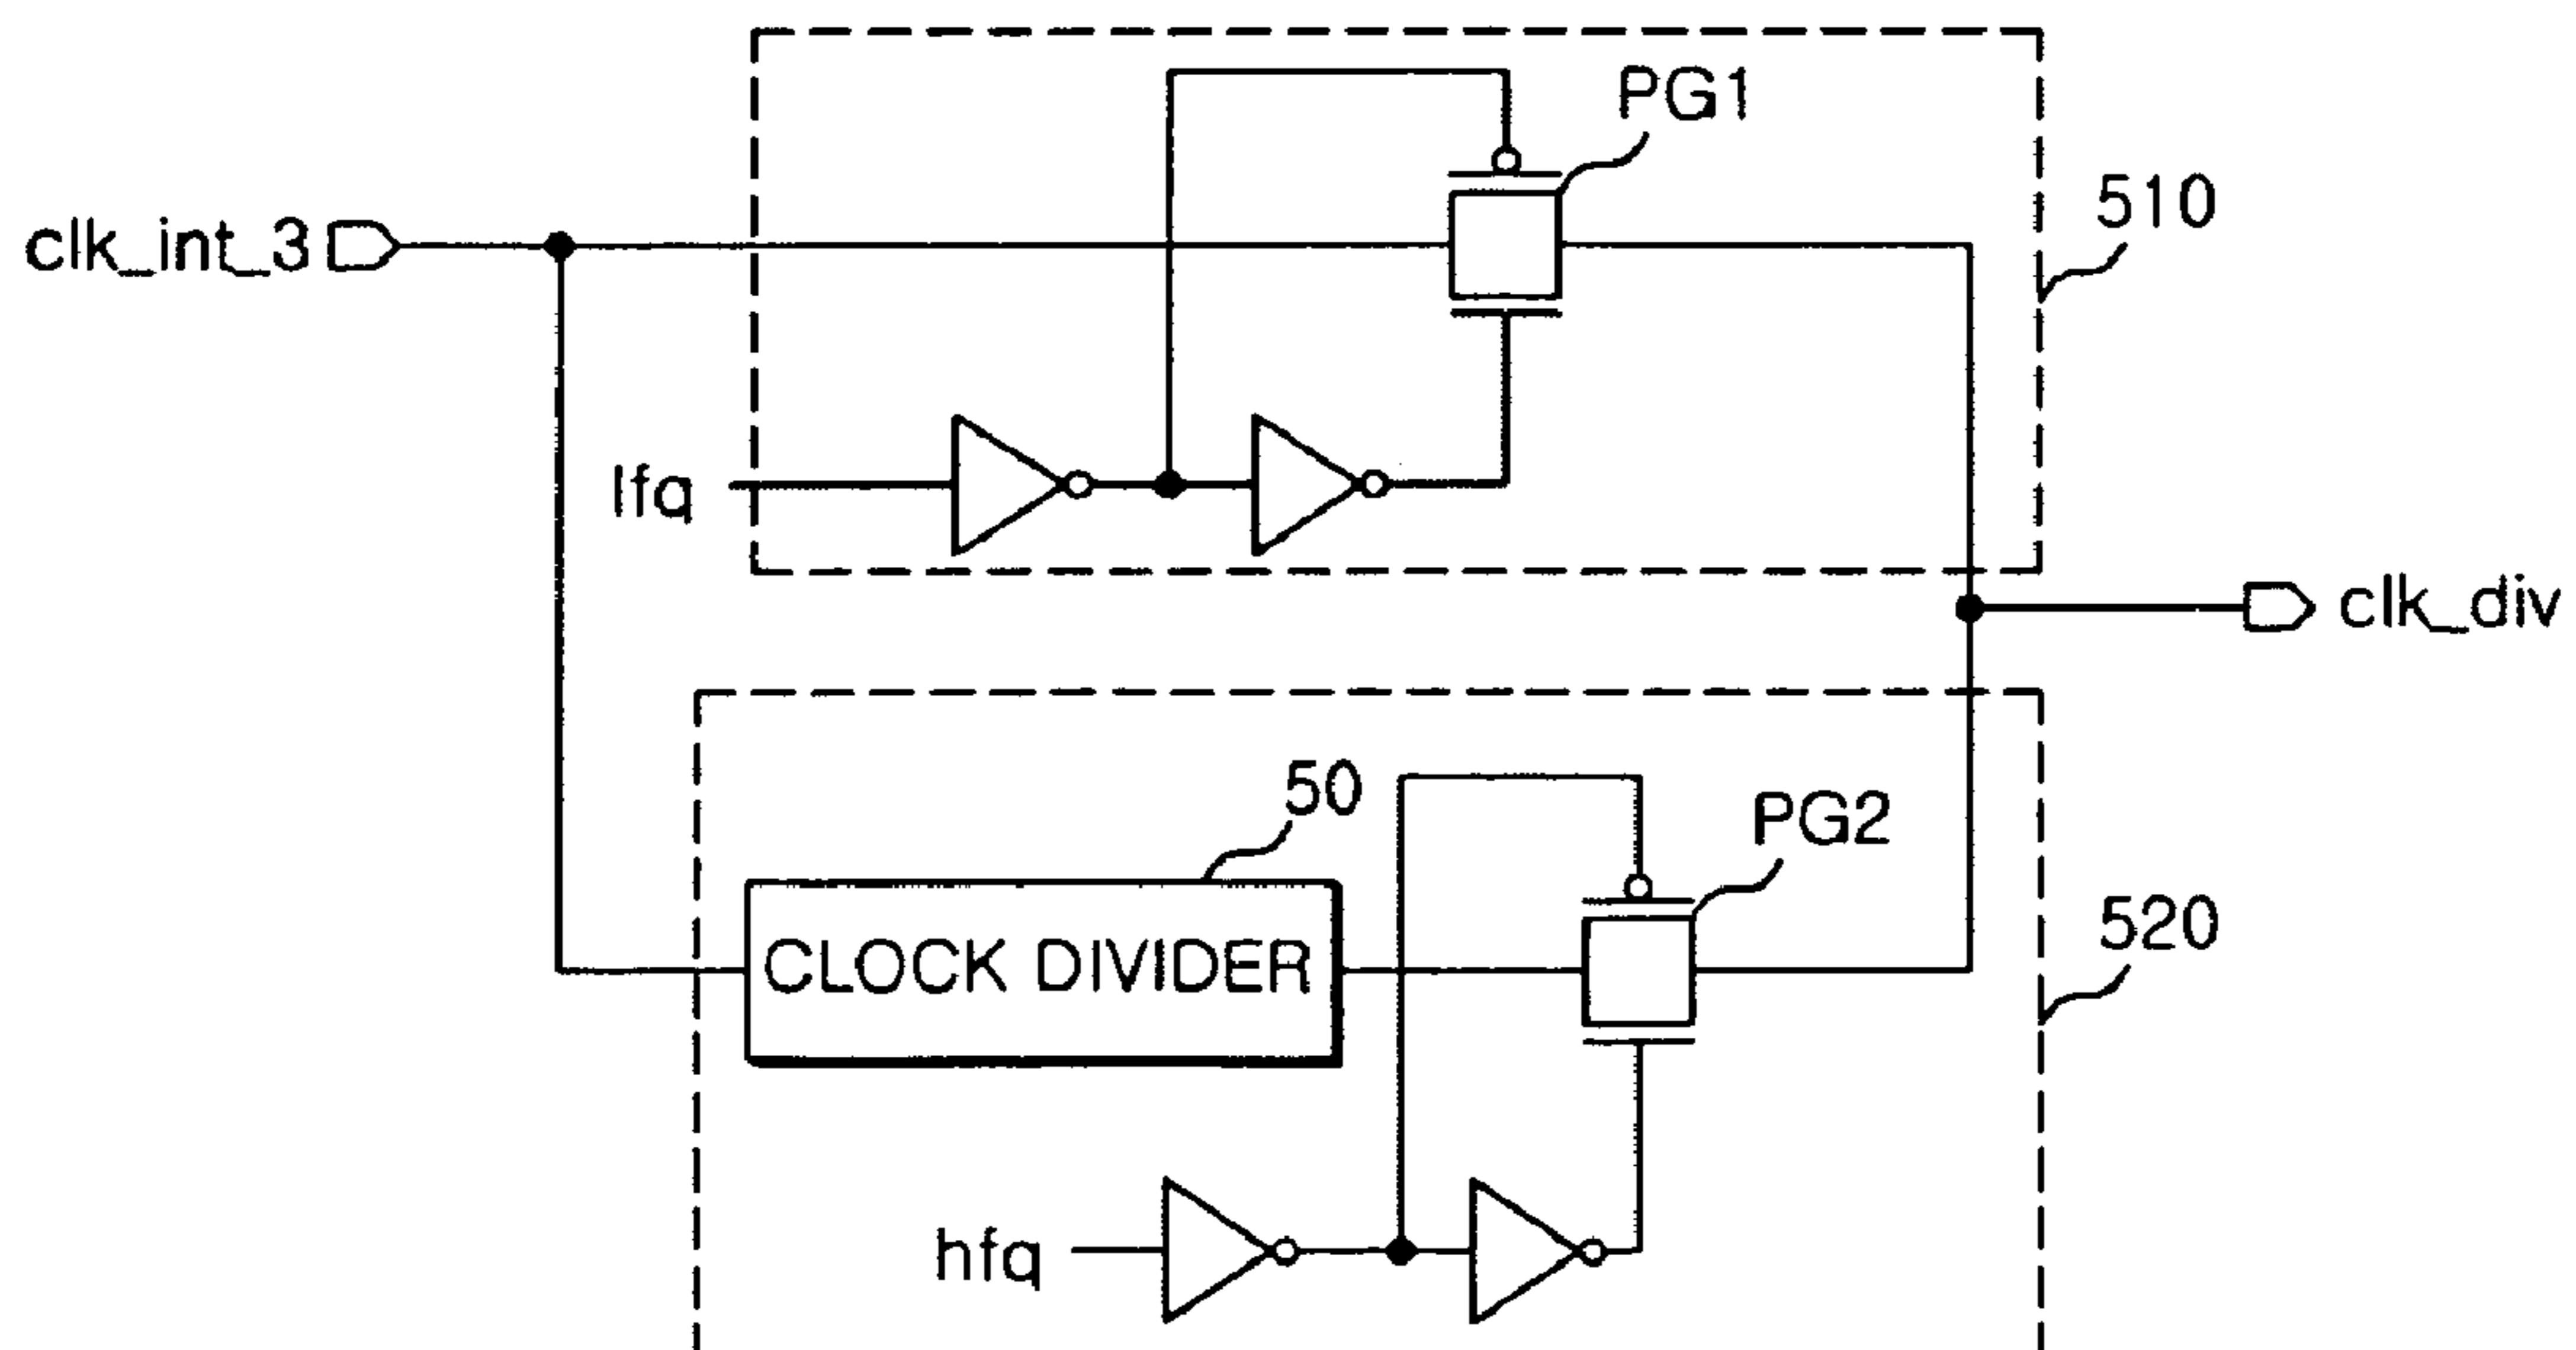 PG1
510
clk_int_3
lfq
clk_div
50
PG2
CLOCK DIVIDER
520
hfq